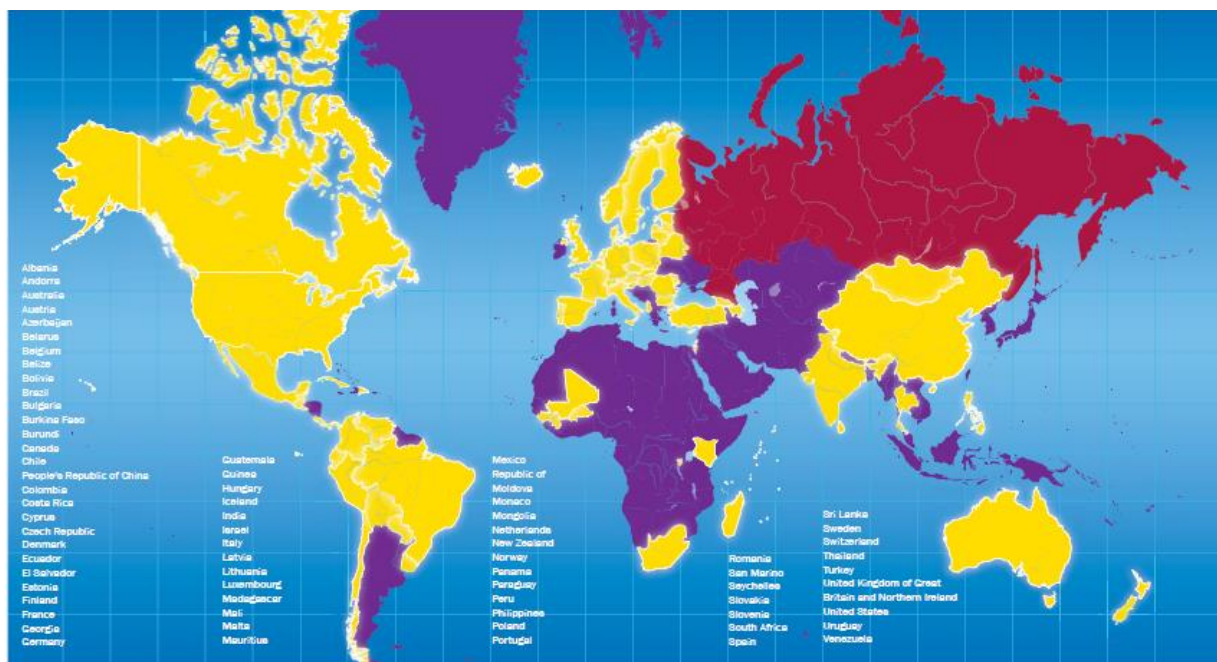 Albania
Andorra
Australia
Austria
Azerbaijan
Belarus
Belgium
Belize
Bolivia
Brazil
Bulgaria
Burkina Faso
Burundi
Canada
Chile
People's Republic of China
Colombia
Costa Rica
Cyprus
Czech Republic
Denmark
Ecuador
El Salvador
Estonia
Finland
France
Georgia
Germany
Guatemala
Guinea
Hungary
Iceland
India
Israel
Italy
Latvia
Lithuania
Luxembourg
Madagascar
Mali
Malta
Mauritius
Mexico
Republic of
Moldova
Monaco
Mongolia
Netherlands
New Zealand
Norway
Panama
Paraguay
Peru
Philippines
Poland
Portugal
Romania
San Marino
Seychelles
Slovakia
Slovenia
South Africa
Spain
Sri Lanka
Sweden
Switzerland
Thailand
Turkey
United Kingdom of Great
Britain and Northern Ireland
United States
Uruguay
Venezuela